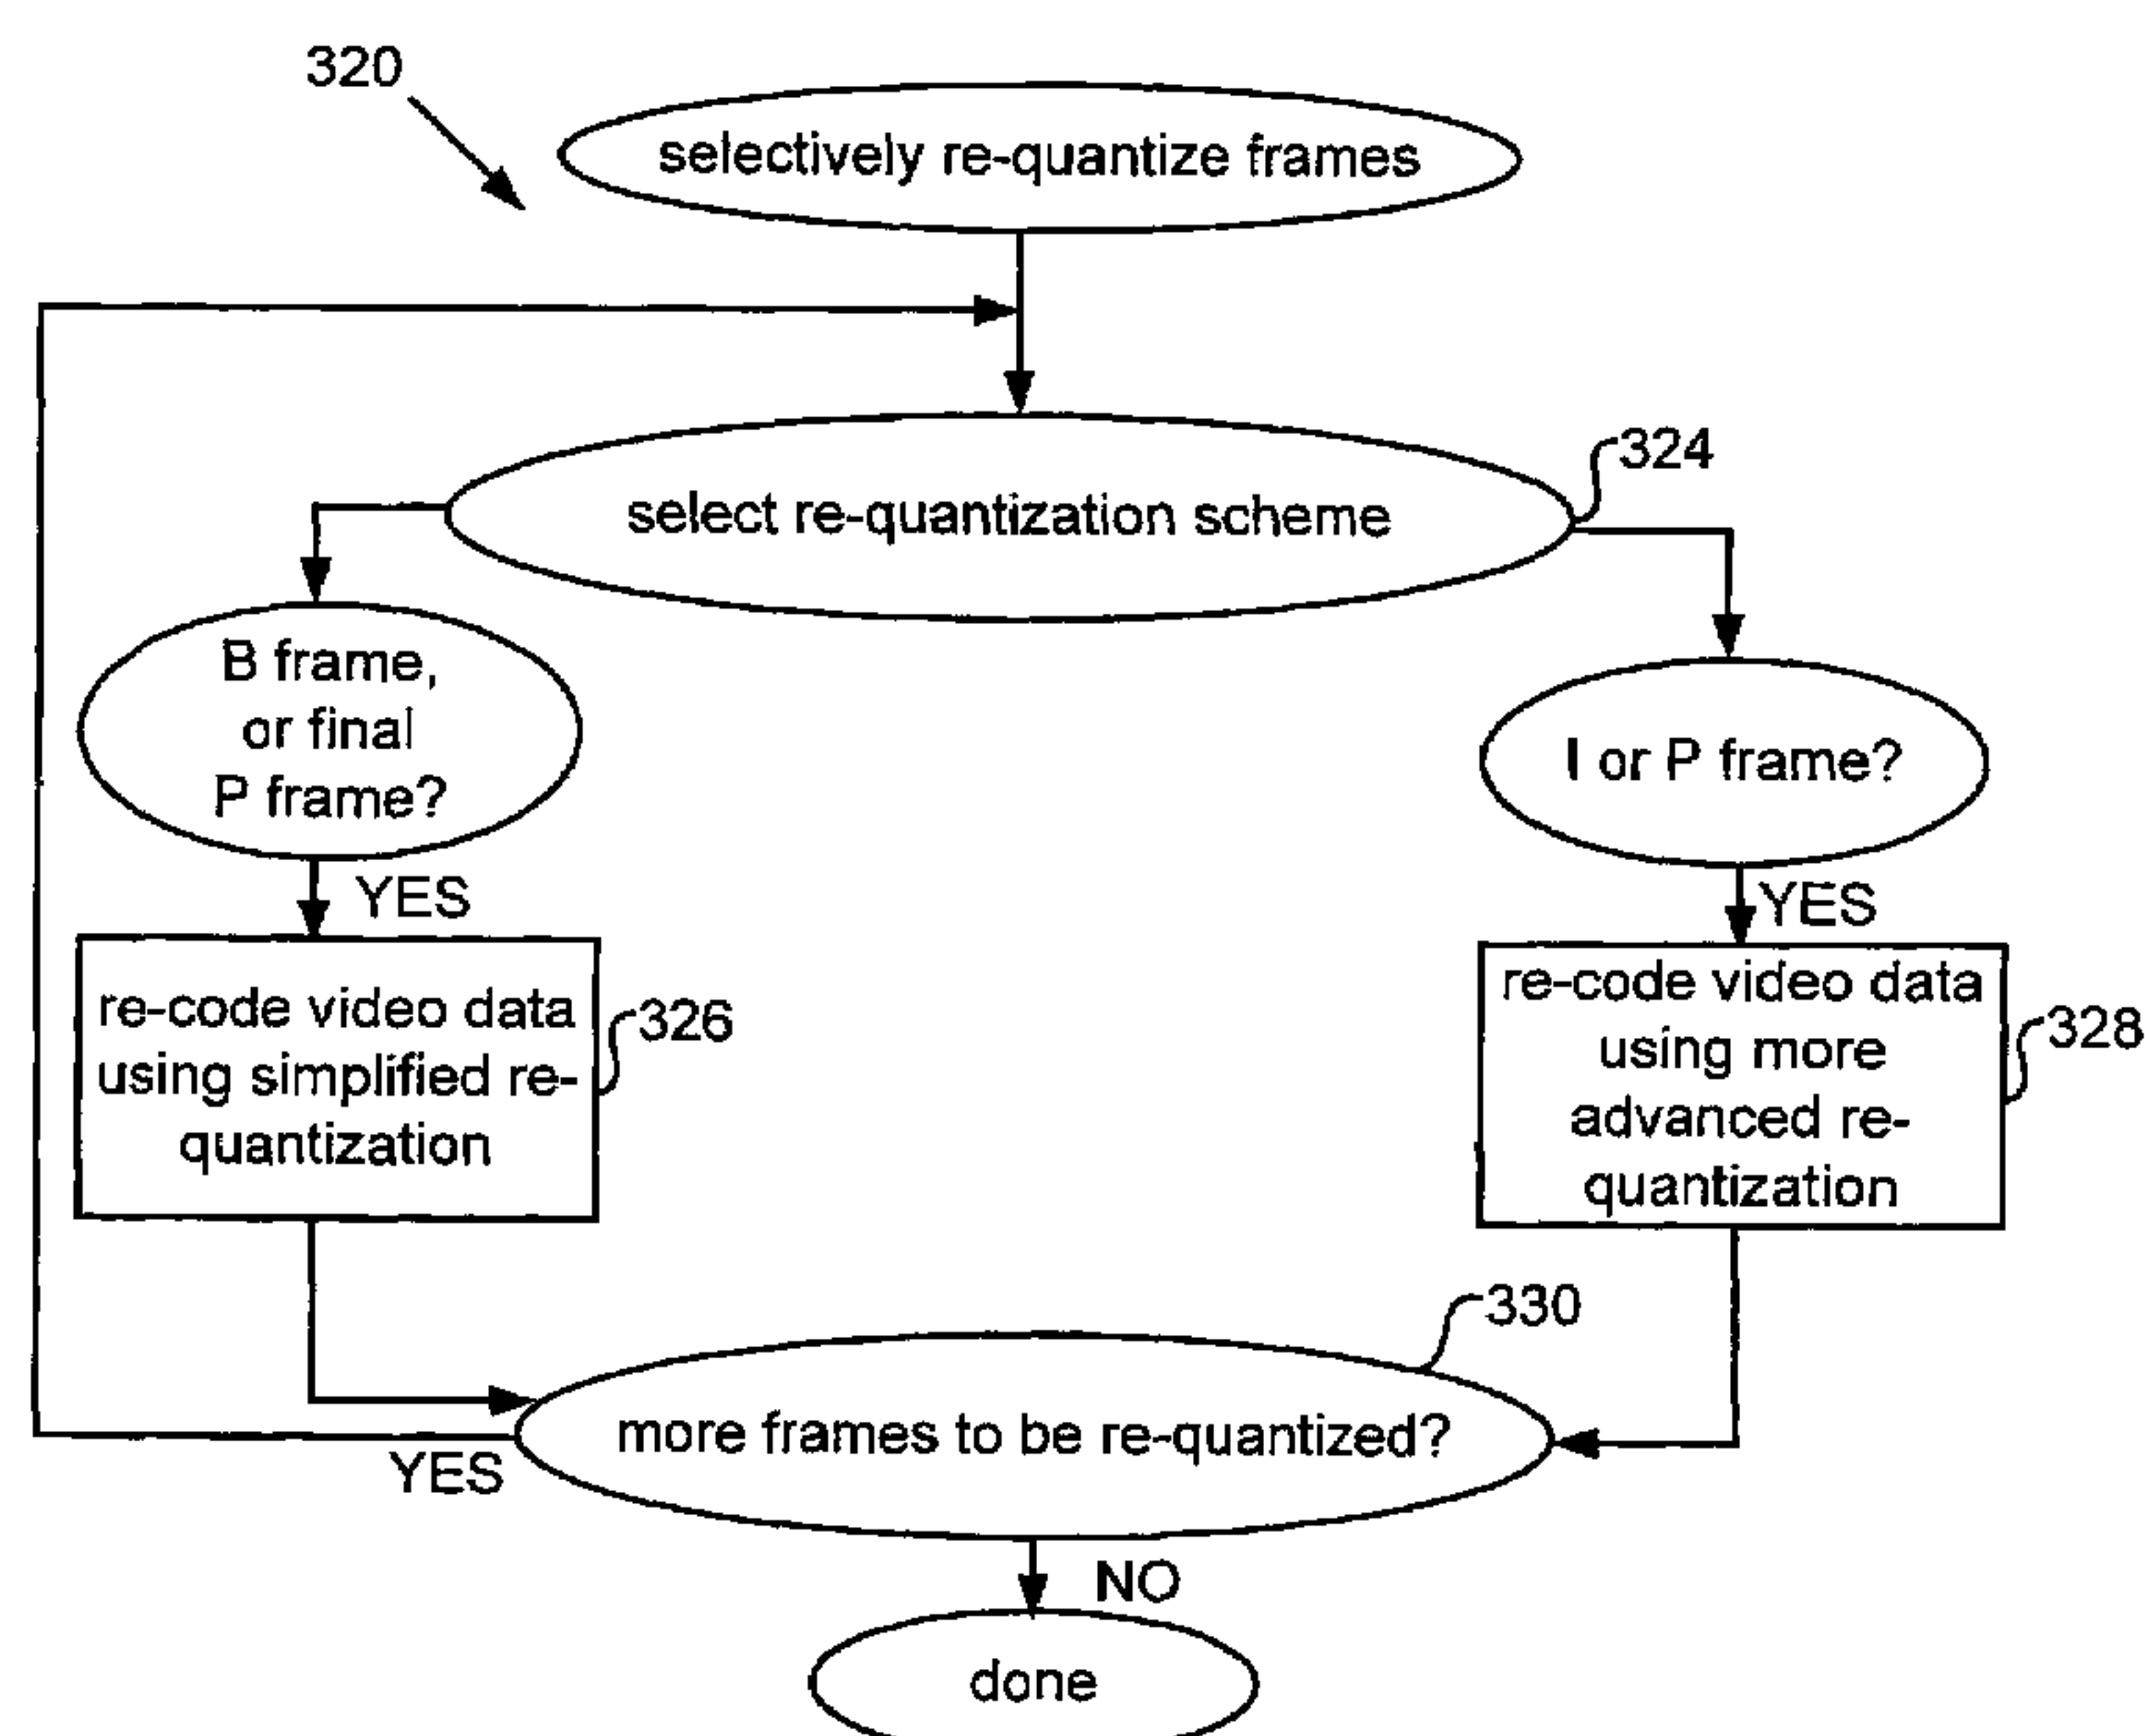 320
selectively re-quantize frames
324
select re-quantization scheme
B frame,
or final
P frame?
I or P frame?
YES
YES
re-code video data
using simplified re-
quantization
326
re-code video data
using more
advanced re-
quantization
328
330
more frames to be re-quantized?
YES
NO
done